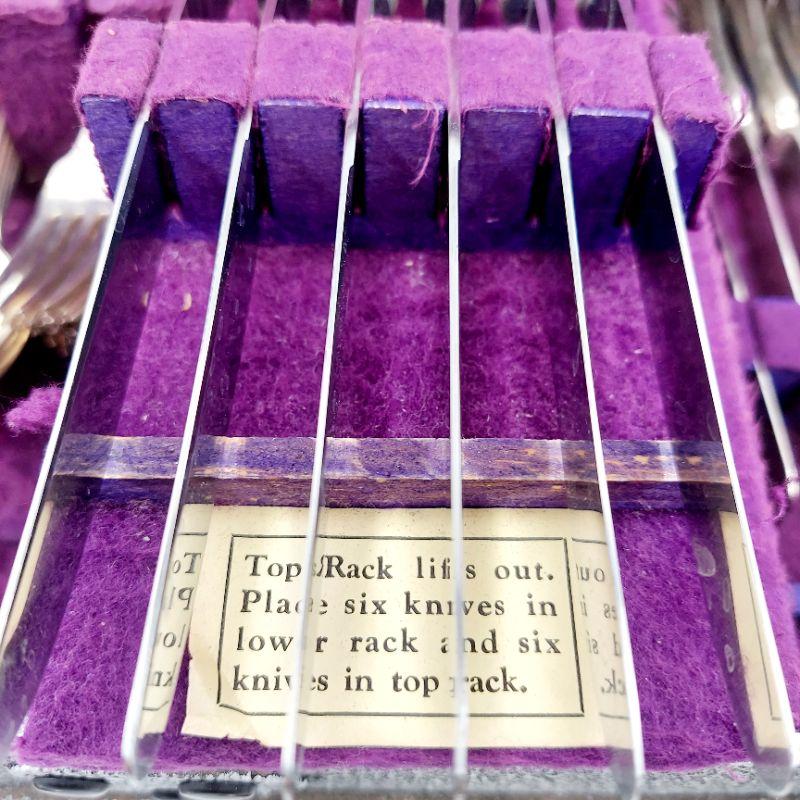 Top Rack lifts out.
Place six knives in
lower rack and six
knives in top rack.